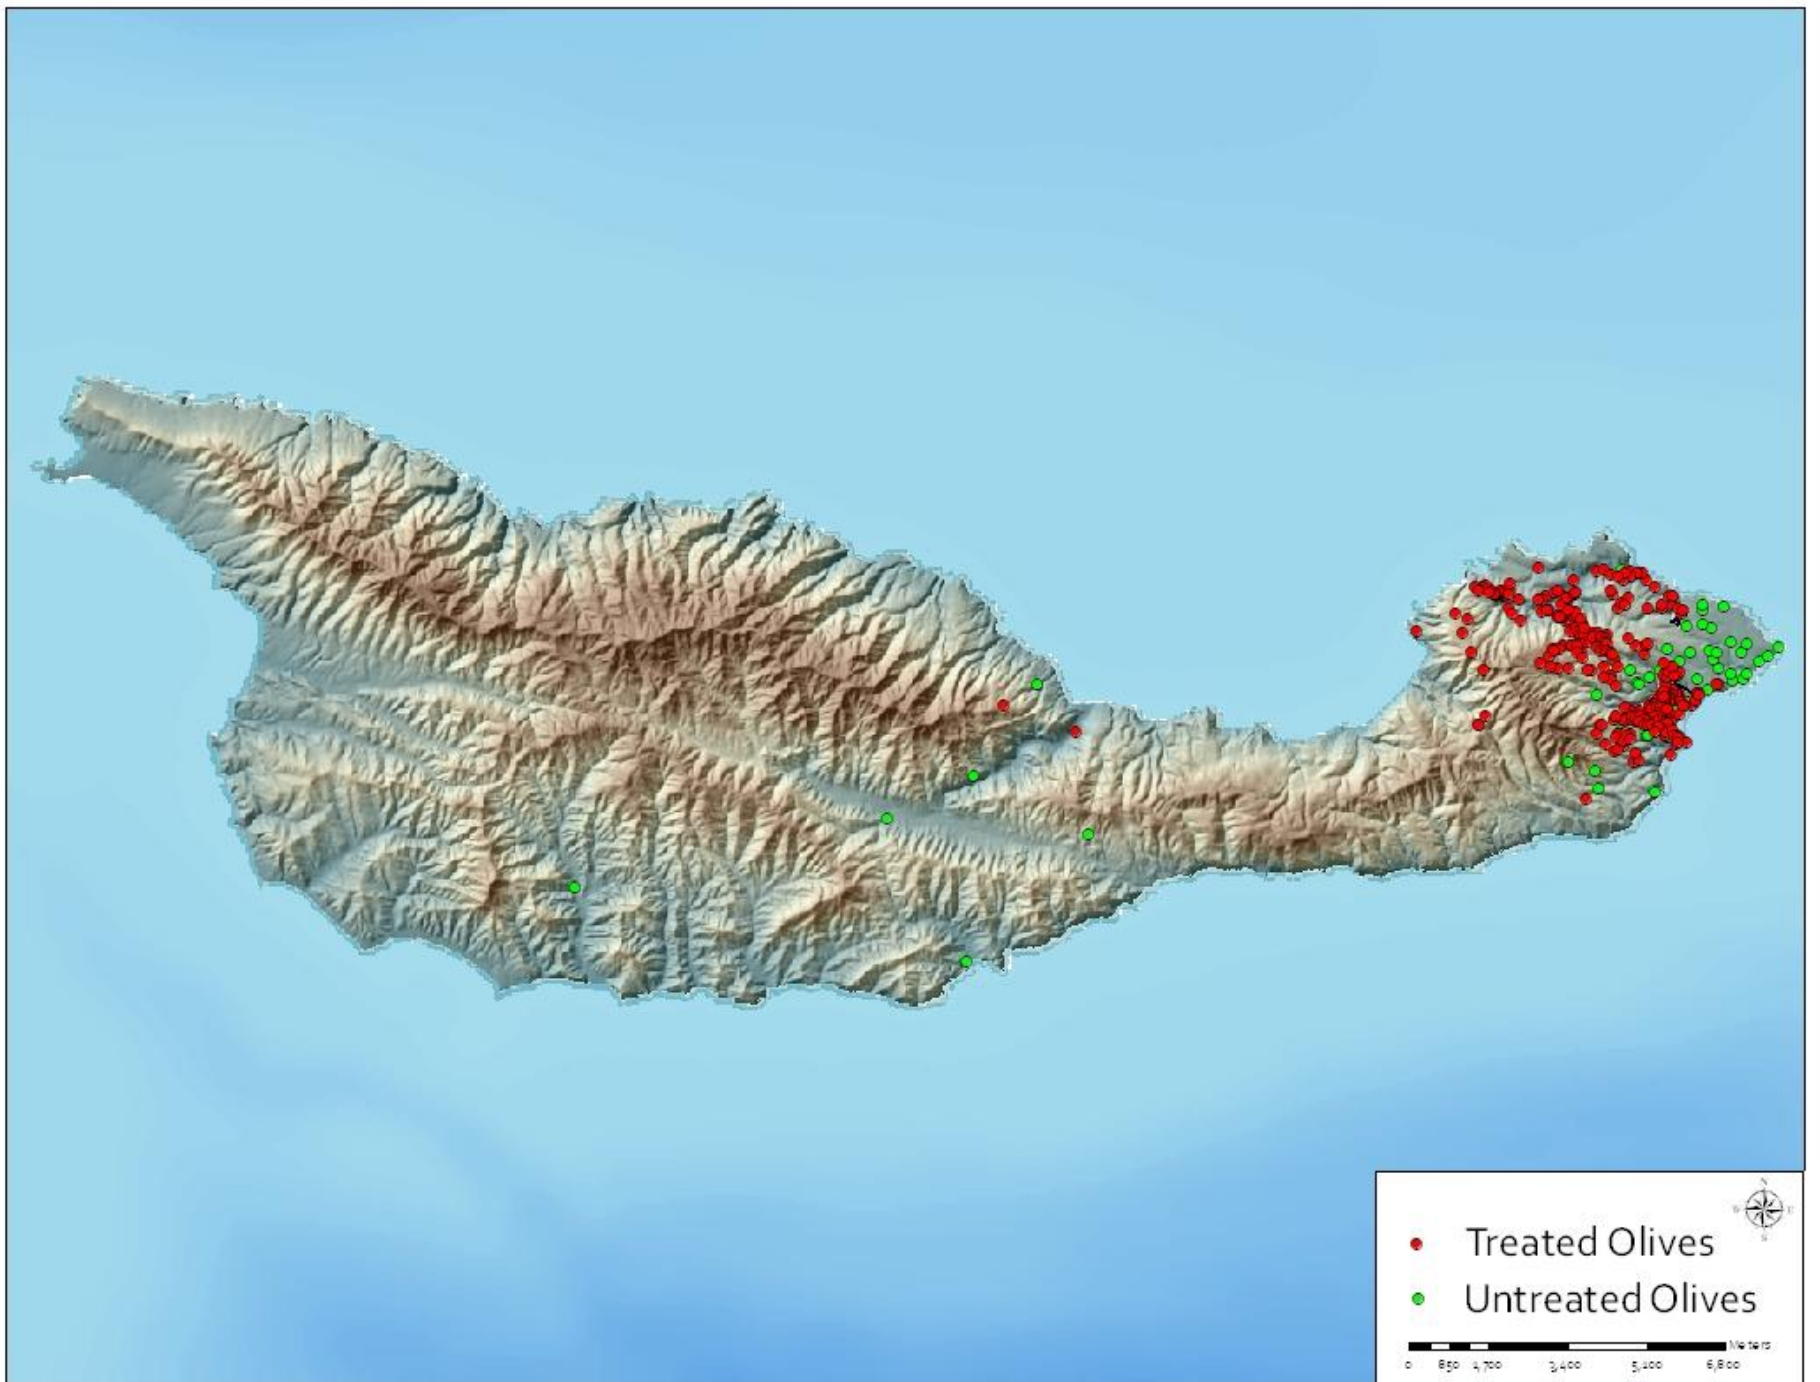 N
W E
S
Treated Olives
Untreated Olives
Meters
0 850 1,700 3,400 5,100 6,800